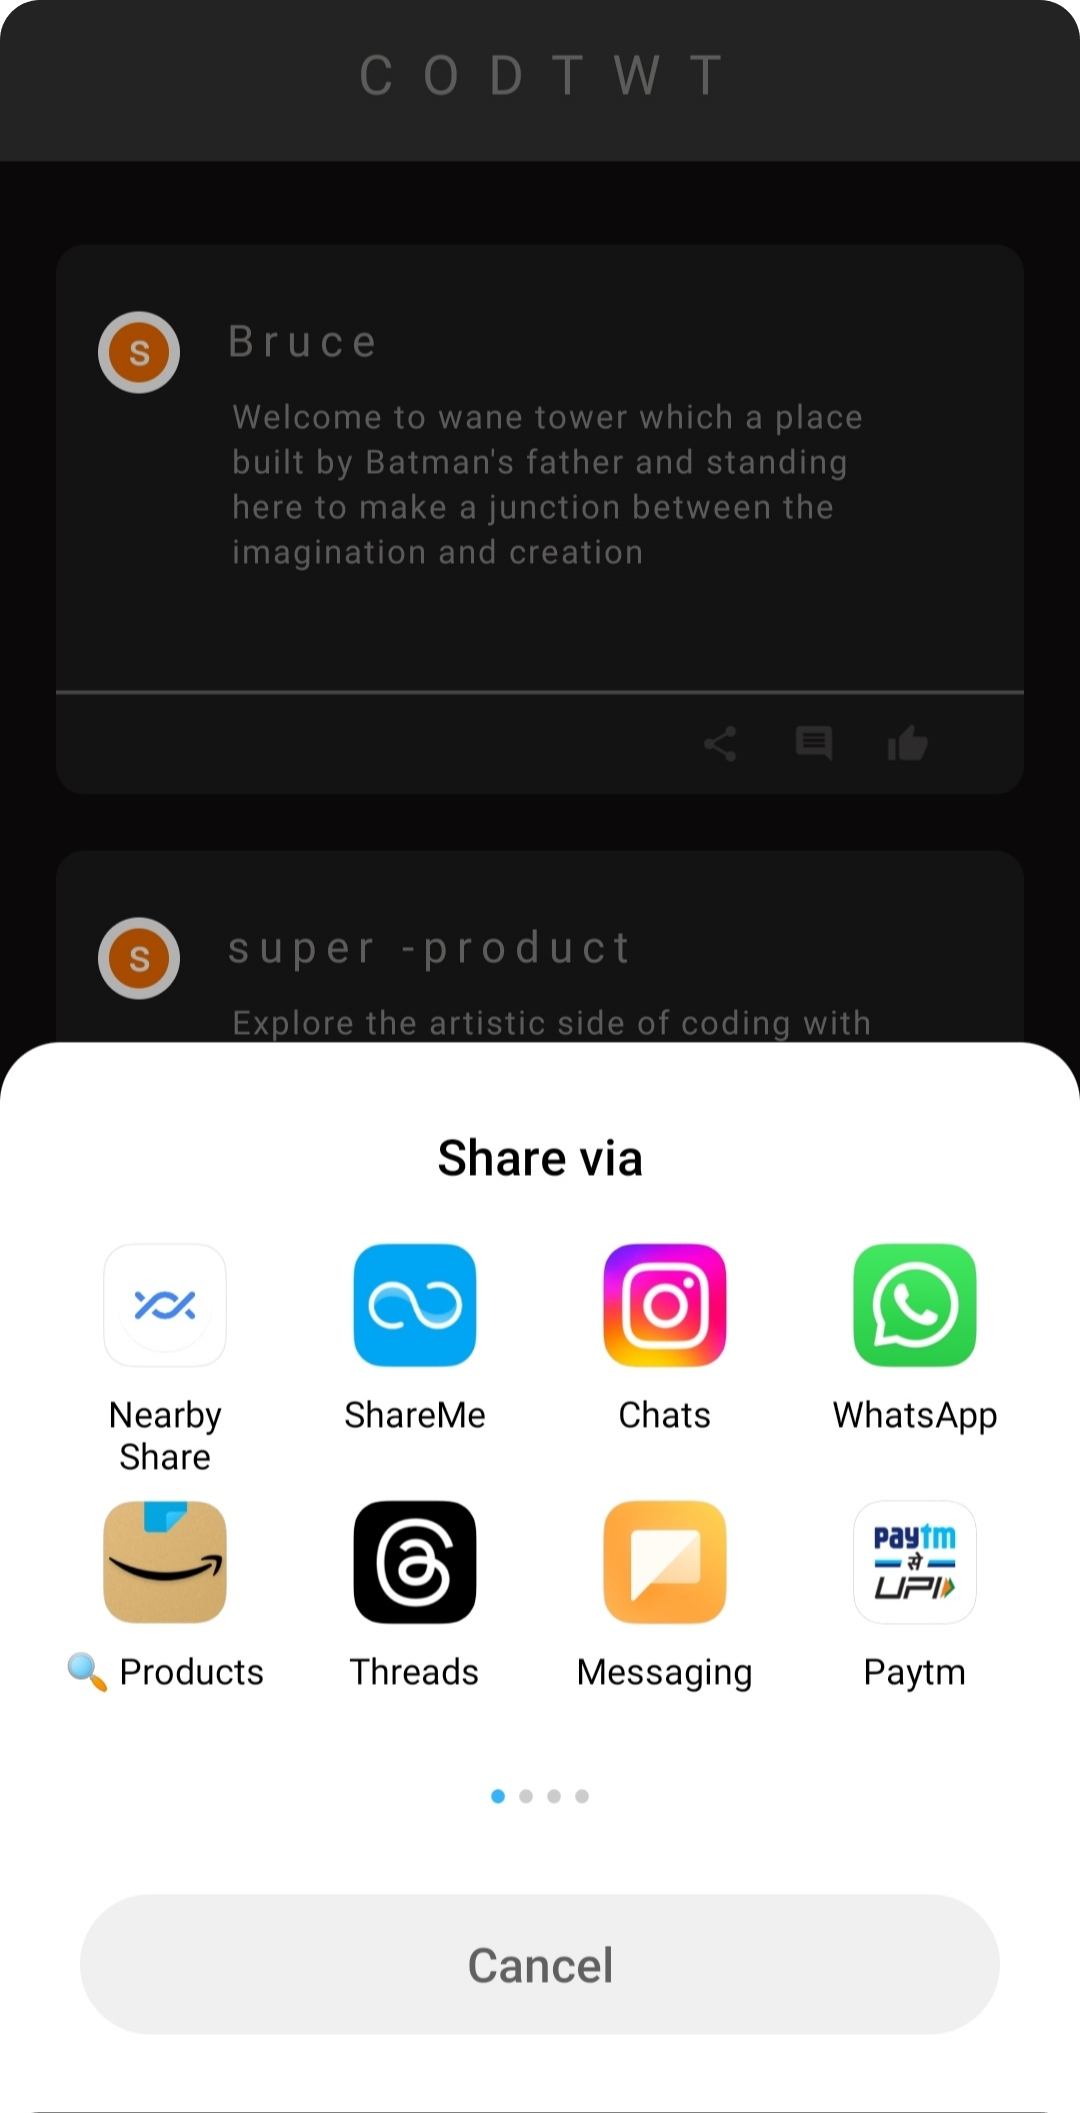 CODTWT
S
Bruce
Welcome to wane tower which a place
built by Batman's father and standing
here to make a junction between the
imagination and creation
S
super -product
Explore the artistic side of coding with
Share via
Nearby
Share
ShareMe
Chats
WhatsApp
paytm
से
UPI
🔍 Products
Threads
Messaging
Paytm
Cancel